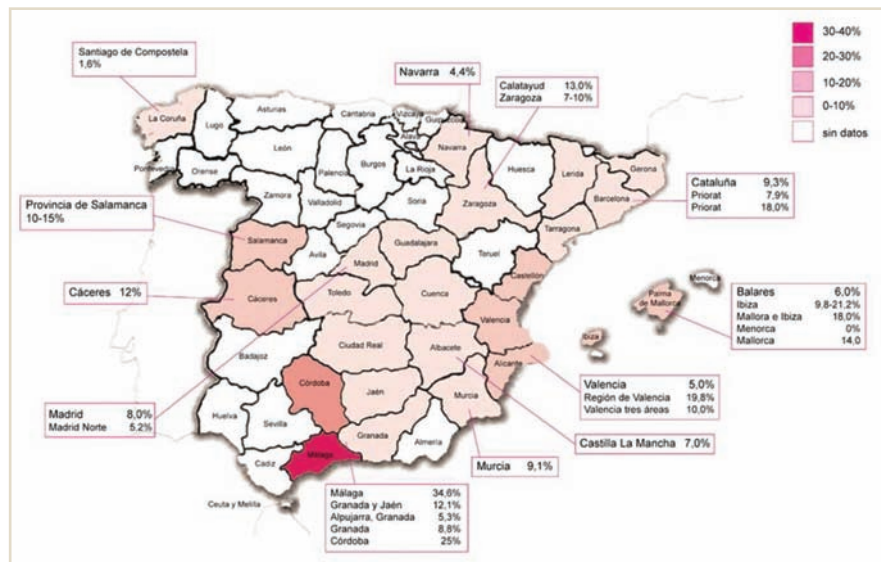 30-40%
20-30%
10-20%
0-10%
sin datos
Santiago de Compostela
1,6%
Navarra 4,4%
Calatayud 13,0%
Zaragoza 7-10%
Cataluña 9,3%
Priorat 7,9%
Priorat 18,0%
Provincia de Salamanca
10-15%
Cáceres 12%
Balares 6,0%
Ibiza 9,8-21,2%
Mallora e Ibiza 18,0%
Menorca 0%
Mallorca 14,0
Valencia 5,0%
Región de Valencia 19,8%
Valencia tres áreas 10,0%
Madrid 8,0%
Madrid Norte 5,2%
Castilla La Mancha 7,0%
Murcia 9,1%
Málaga 34,6%
Granada y Jaén 12,1%
Alpujarra, Granada 5,3%
Granada 8,8%
Córdoba 25%
La Coruña
Lugo
Asturias
Cantabria
Vizcaya
Alava
Navarra
Pontevedra
Orense
León
Palencia
Burgos
La Rioja
Huesca
Lerida
Gerona
Barcelona
Zamora
Valladolid
Soria
Zaragoza
Tarragona
Segovia
Salamanca
Avila
Madrid
Guadalajara
Teruel
Castellón
Menorca
Palma
de Mallorca
Cáceres
Toledo
Cuenca
Valencia
Ibiza
Badajoz
Ciudad Real
Albacete
Alicante
Córdoba
Jaén
Murcia
Huelva
Sevilla
Granada
Almería
Málaga
Cadiz
Ceuta y Melilla